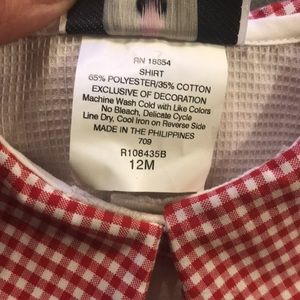 RN 18854
SHIRT
65% POLYESTER/35% COTTON
EXCLUSIVE OF DECORATION
Machine Wash Cold with Like Colors
No Bleach, Delicate Cycle
Line Dry, Cool Iron on Reverse Side
MADE IN THE PHILIPPINES
709
R108435B
12M